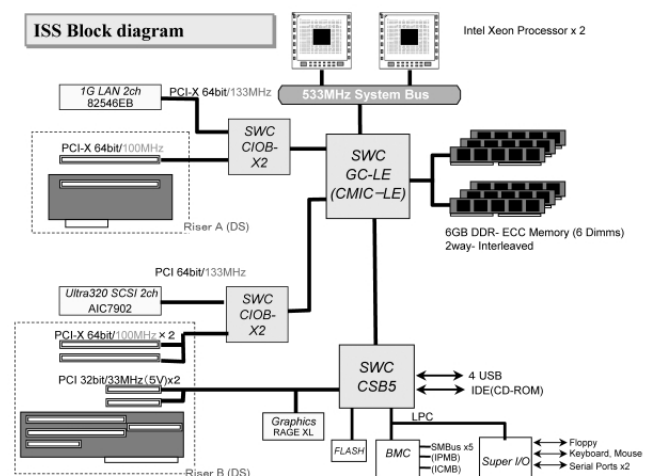 ISS Block diagram
Intel Xeon Processor x 2
1G LAN 2ch
82546EB
PCI-X 64bit/133MHz
533MHz System Bus
PCI-X 64bit/100MHz
SWC
CIOB-
X2
SWC
GC-LE
(CMIC-LE)
Riser A (DS)
6GB DDR- ECC Memory (6 Dimms)
2way- Interleaved
PCI 64bit/133MHz
Ultra320 SCSI 2ch
AIC7902
SWC
CIOB-
X2
PCI-X 64bit/100MHz × 2
PCI 32bit/33MHz (5V)x2
SWC
CSB5
4 USB
IDE(CD-ROM)
LPC
Graphics
RAGE XL
FLASH
BMC
SMBus x5
(IPMB)
(ICMB)
Super I/O
Floppy
Keyboard, Mouse
Serial Ports x2
Riser B (DS)